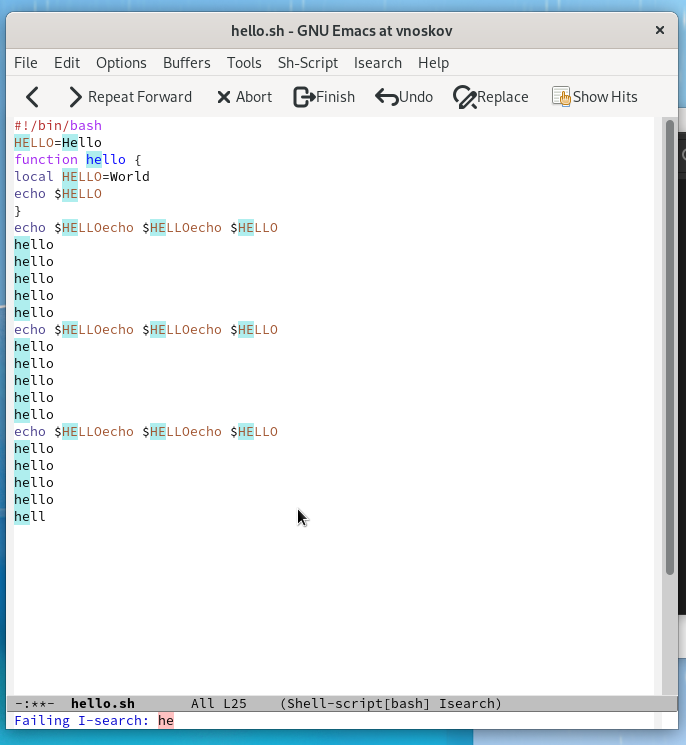 hello.sh - GNU Emacs at vnoskov ×
File Edit Options Buffers Tools Sh-Script Isearch Help
Repeat Forward Abort Finish Undo Replace Show Hits
#!/bin/bash
HELLO=Hello
function hello {
local HELLO=World
echo $HELLO
}
echo $HELLOecho $HELLOecho $HELLO
hello
hello
hello
hello
hello
echo $HELLOecho $HELLOecho $HELLO
hello
hello
hello
hello
hello
echo $HELLOecho $HELLOecho $HELLO
hello
hello
hello
hello
hell
-:**- hello.sh All L25 (Shell-script[bash] Isearch)
Failing I-search: he